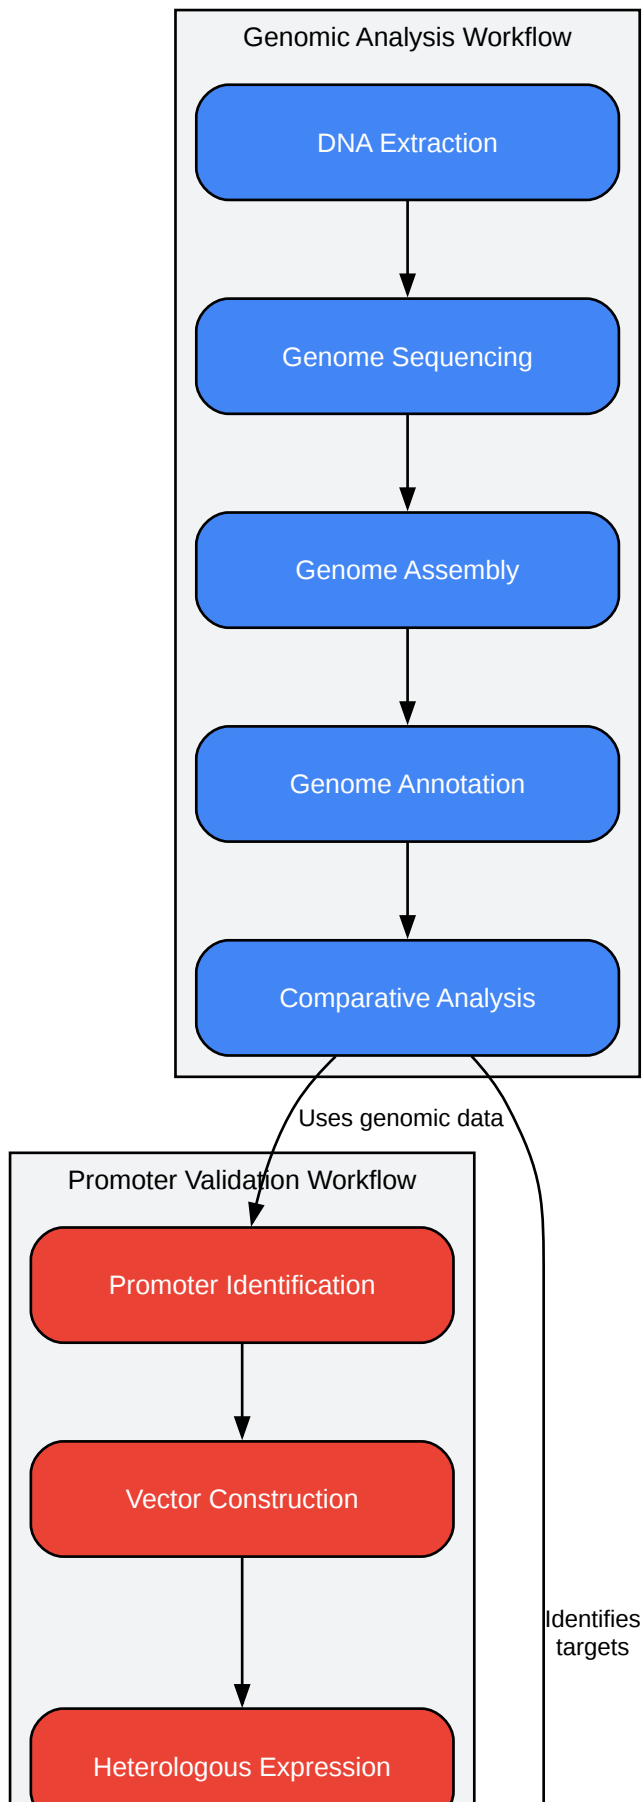 Genomic Analysis Workflow
DNA Extraction
Genome Sequencing
Genome Assembly
Genome Annotation
Comparative Analysis
Uses genomic data
Promoter Validation Workflow
Promoter Identification
Vector Construction
Identifies
targets
Heterologous Expression